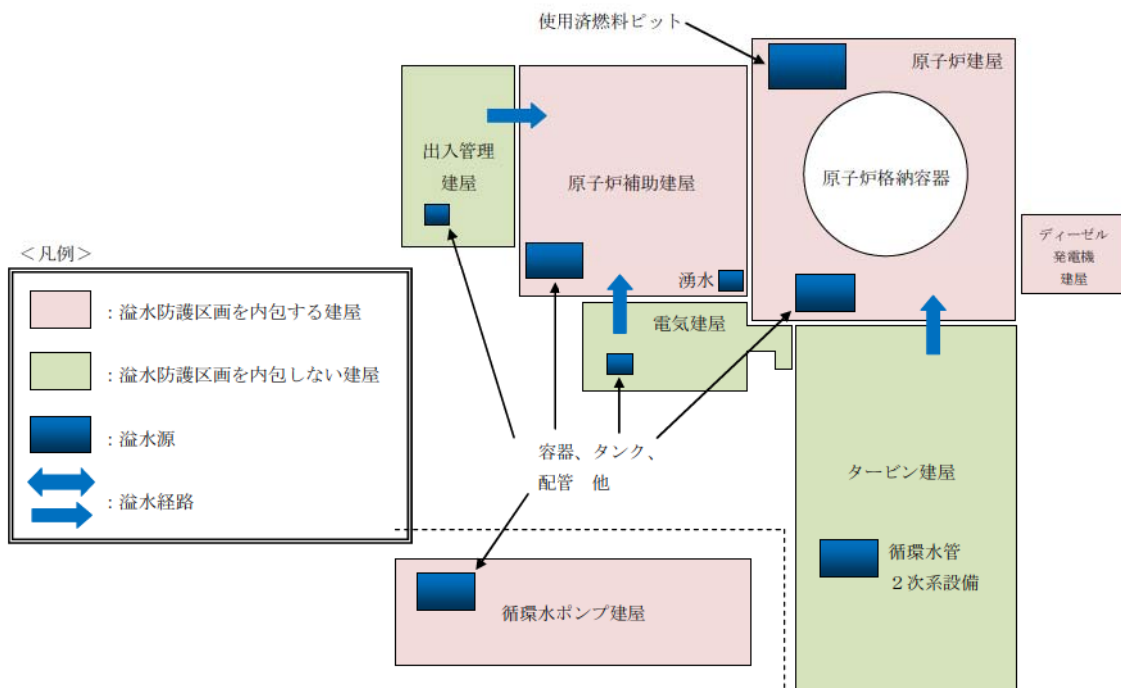 使用済燃料ピット
原子炉建屋
出入管理
建屋
原子炉補助建屋
原子炉格納容器
ディーゼル
発電機
建屋
＜凡例＞
：溢水防護区画を内包する建屋
：溢水防護区画を内包しない建屋
：溢水源
：溢水経路
湧水
電気建屋
容器、タンク、
配管　他
タービン建屋
循環水管
２次系設備
循環水ポンプ建屋